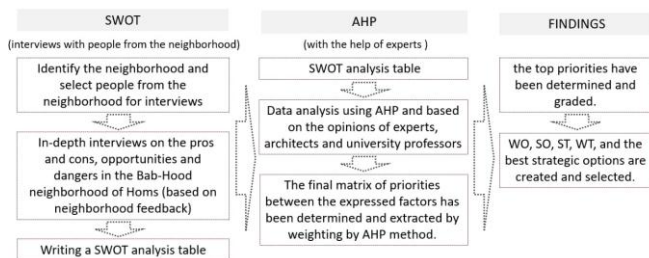 SWOT
(interviews with people from the neighborhood)
Identify the neighborhood and
select people from the
neighborhood for interviews
In-depth interviews on the pros
and cons, opportunities and
dangers in the Bab-Hood
neighborhood of Homs (based on
neighborhood feedback)
Writing a SWOT analysis table
AHP
(with the help of experts )
SWOT analysis table
Data analysis using AHP and based
on the opinions of experts,
architects and university professors
The final matrix of priorities
between the expressed factors has
been determined and extracted by
weighting by AHP method.
FINDINGS
the top priorities have
been determined and
graded.
WO, SO, ST, WT, and the
best strategic options are
created and selected.